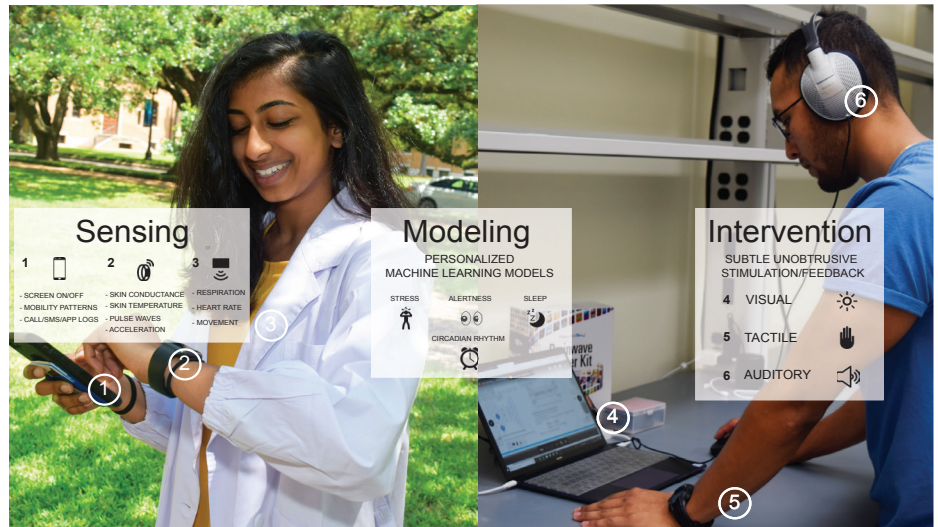 Sensing
1
2
3
- SCREEN ON/OFF
- MOBILITY PATTERNS
- CALL/SMS/APP LOGS
- SKIN CONDUCTANCE
- SKIN TEMPERATURE
- PULSE WAVES
- ACCELERATION
- RESPIRATION
- HEART RATE
- MOVEMENT
1
2
3
Modeling
PERSONALIZED
MACHINE LEARNING MODELS
STRESS
ALERTNESS
SLEEP
CIRCADIAN RHYTHM
Intervention
SUBTLE UNOBTRUSIVE
STIMULATION/FEEDBACK
4 VISUAL
5 TACTILE
6 AUDITORY
4
5
6
Kit